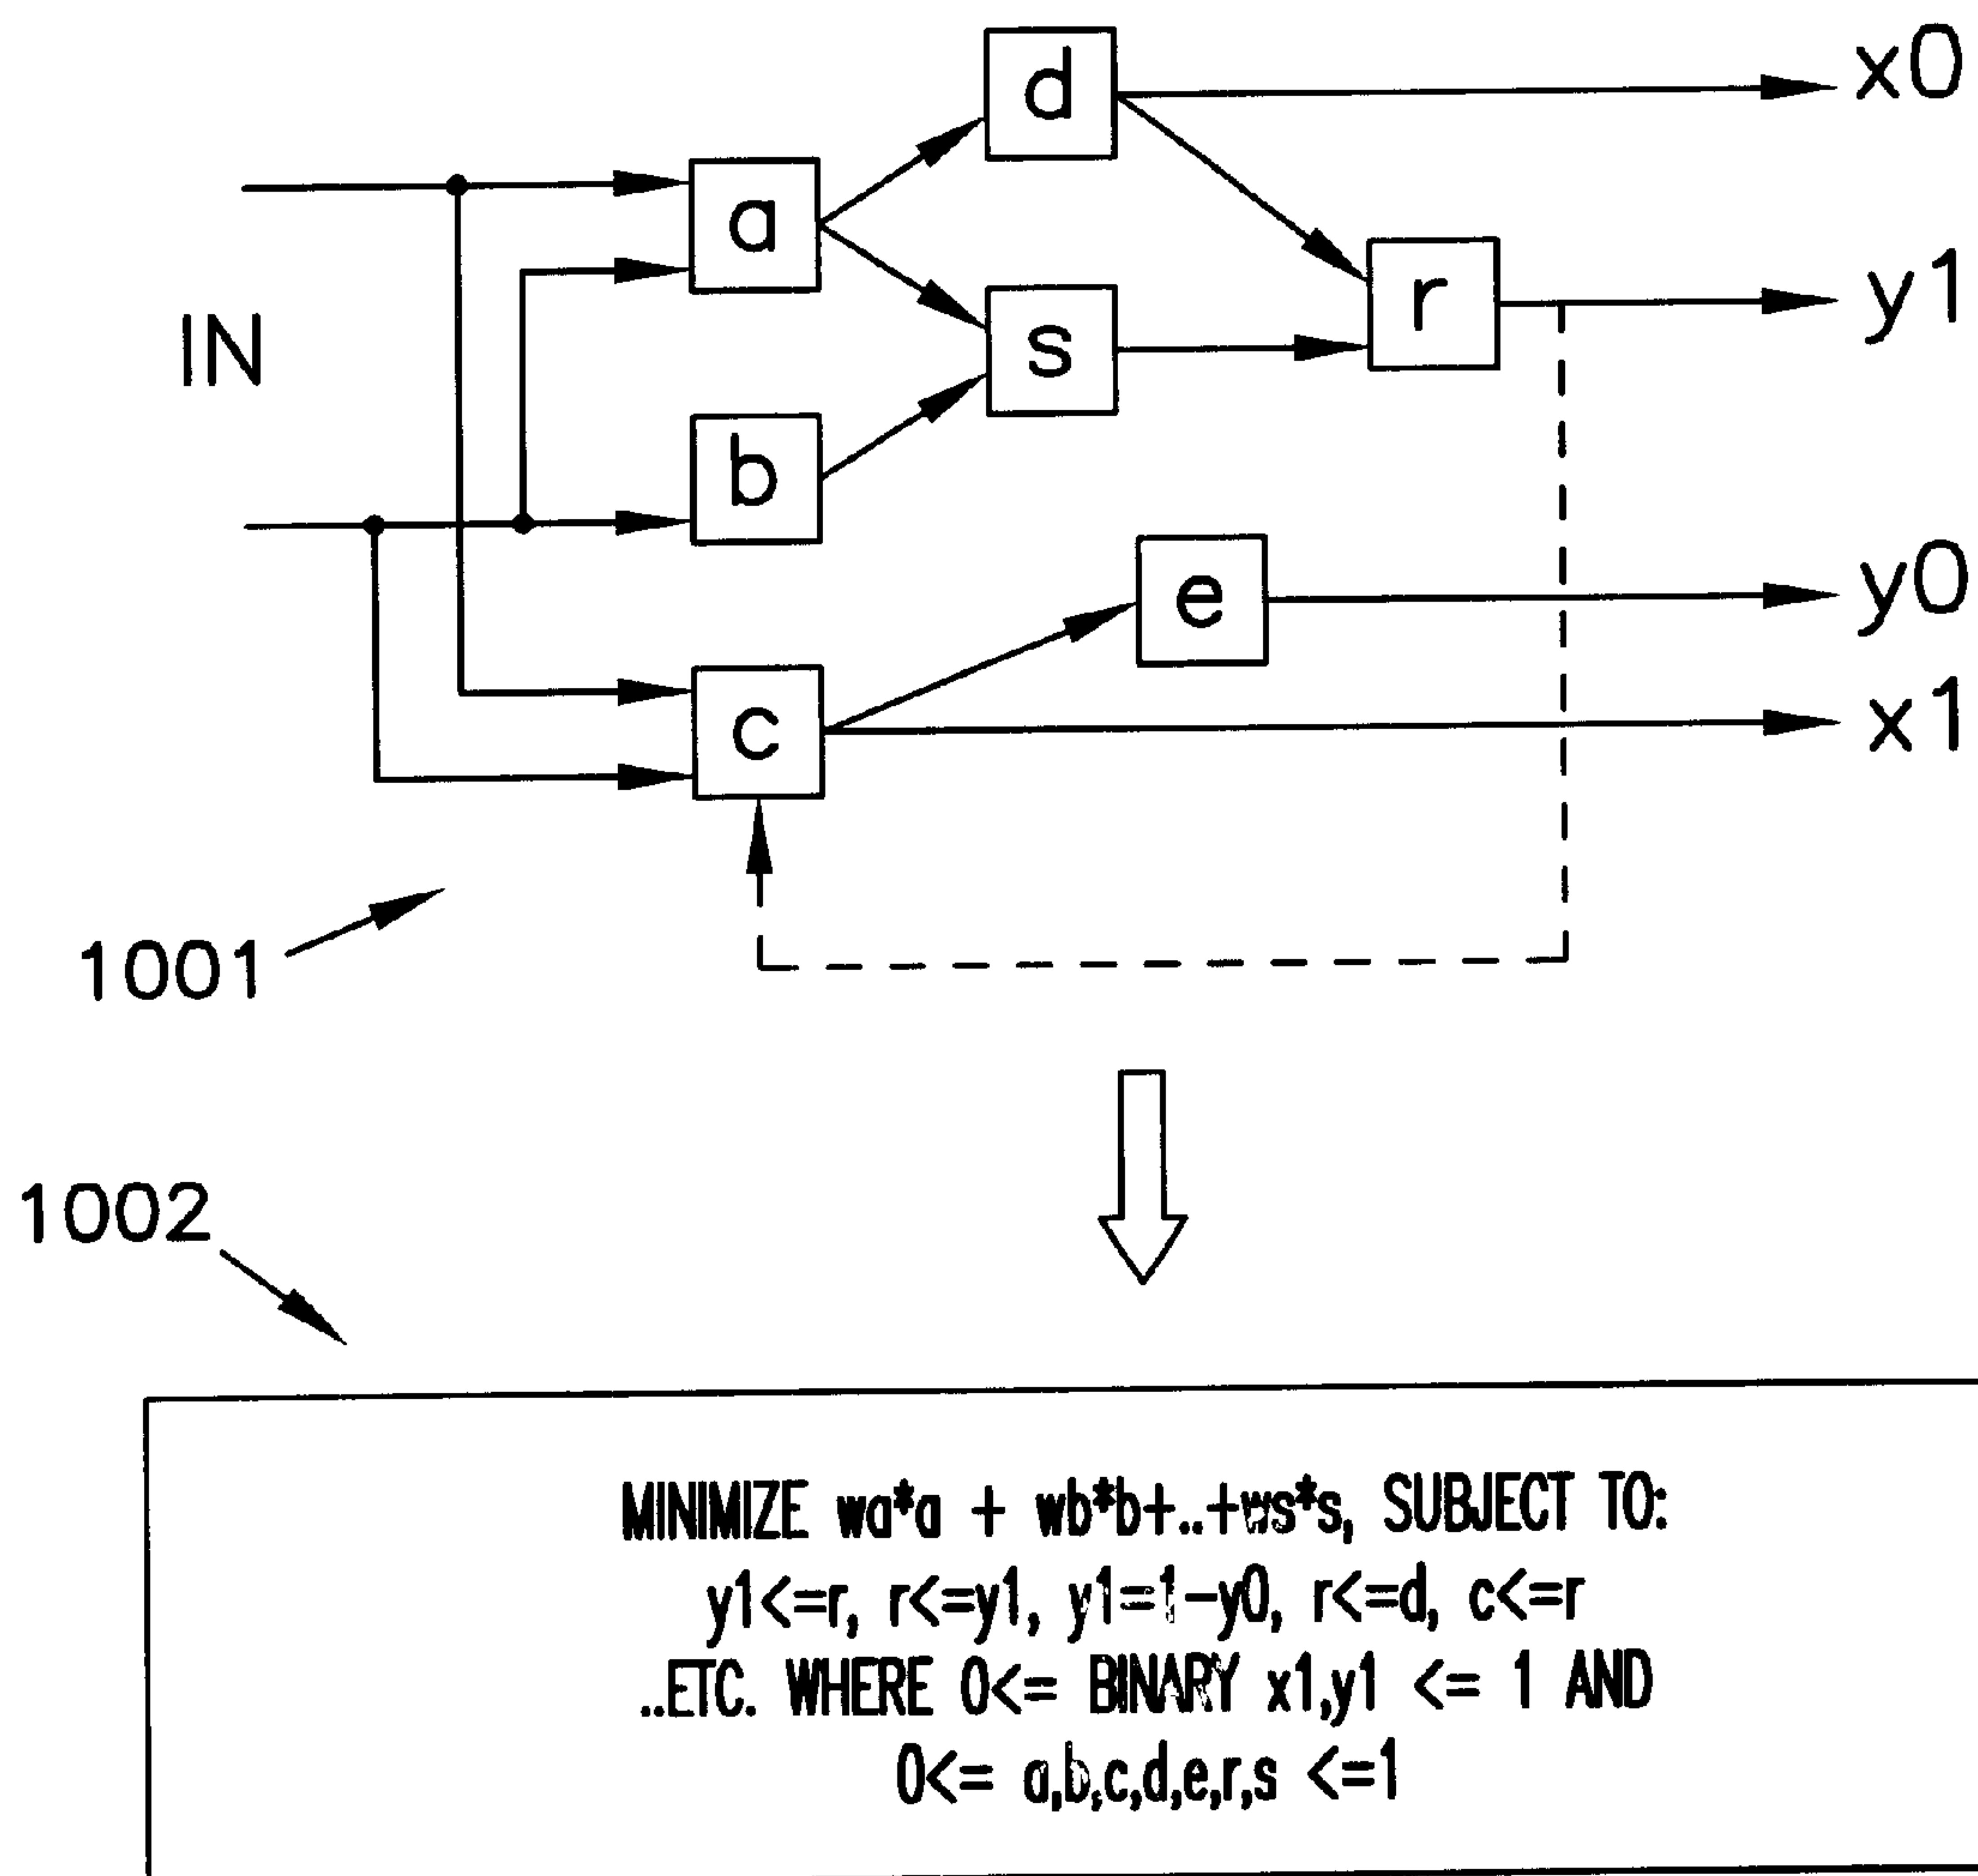 x0
d
a
y1
r
IN
s
b
y0
e
x1
c
1001
1002
MINIMIZE wa*a + wb*b+..+ws*s, SUBJECT TO:
y1<=r, r<=y1, y1=1-y0, r<=d, c<=r
..ETC. WHERE 0<= BINARY x1,y1 <= 1 AND
0<= a,b,c,d,e,r,s <=1